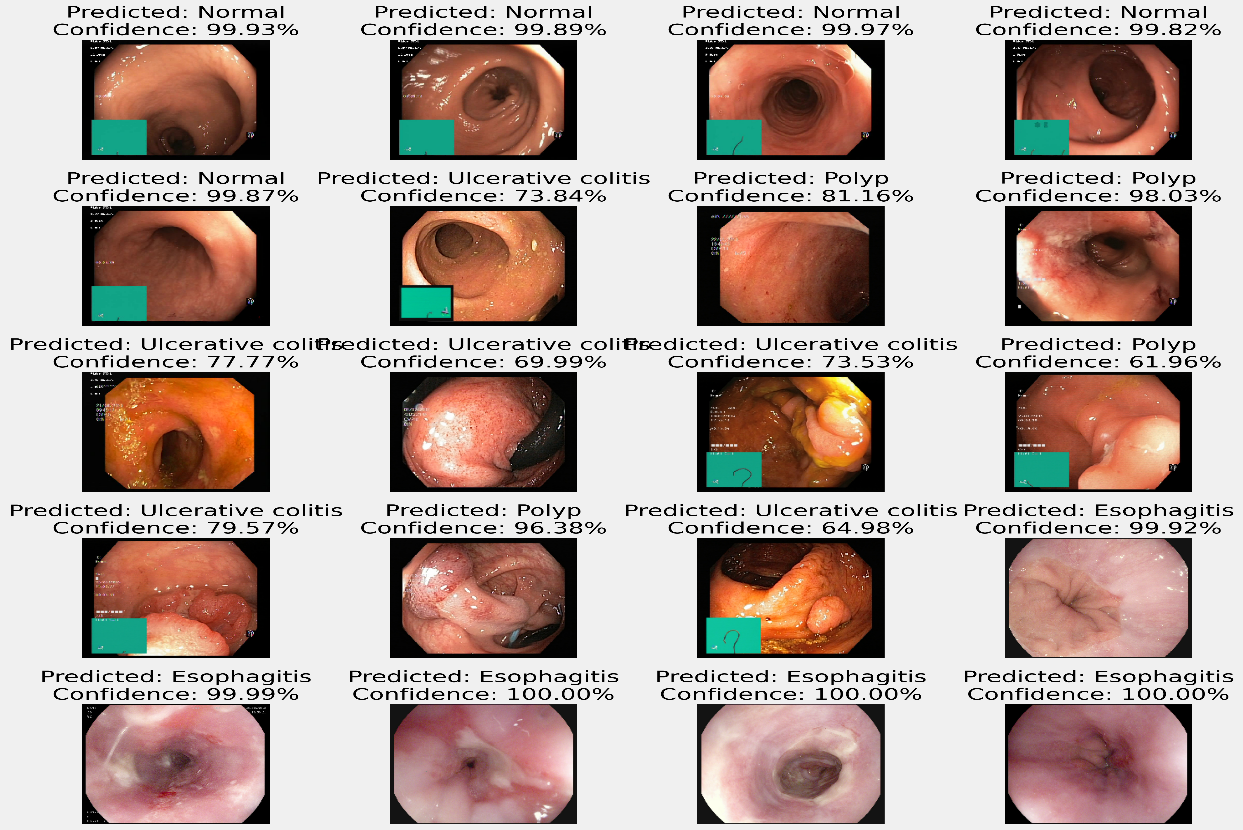 Predicted: Normal
Confidence: 99.93%
Predicted: Normal
Confidence: 99.89%
Predicted: Normal
Confidence: 99.97%
Predicted: Normal
Confidence: 99.82%
Predicted: Normal
Confidence: 99.87%
Predicted: Ulcerative colitis
Confidence: 73.84%
Predicted: Polyp
Confidence: 81.16%
Predicted: Polyp
Confidence: 98.03%
Predicted: Ulcerative colitis
Confidence: 77.77%
Predicted: Ulcerative colitis
Confidence: 69.99%
Predicted: Ulcerative colitis
Confidence: 73.53%
Predicted: Polyp
Confidence: 61.96%
Predicted: Ulcerative colitis
Confidence: 79.57%
Predicted: Polyp
Confidence: 96.38%
Predicted: Ulcerative colitis
Confidence: 64.98%
Predicted: Esophagitis
Confidence: 99.92%
Predicted: Esophagitis
Confidence: 99.99%
Predicted: Esophagitis
Confidence: 100.00%
Predicted: Esophagitis
Confidence: 100.00%
Predicted: Esophagitis
Confidence: 100.00%